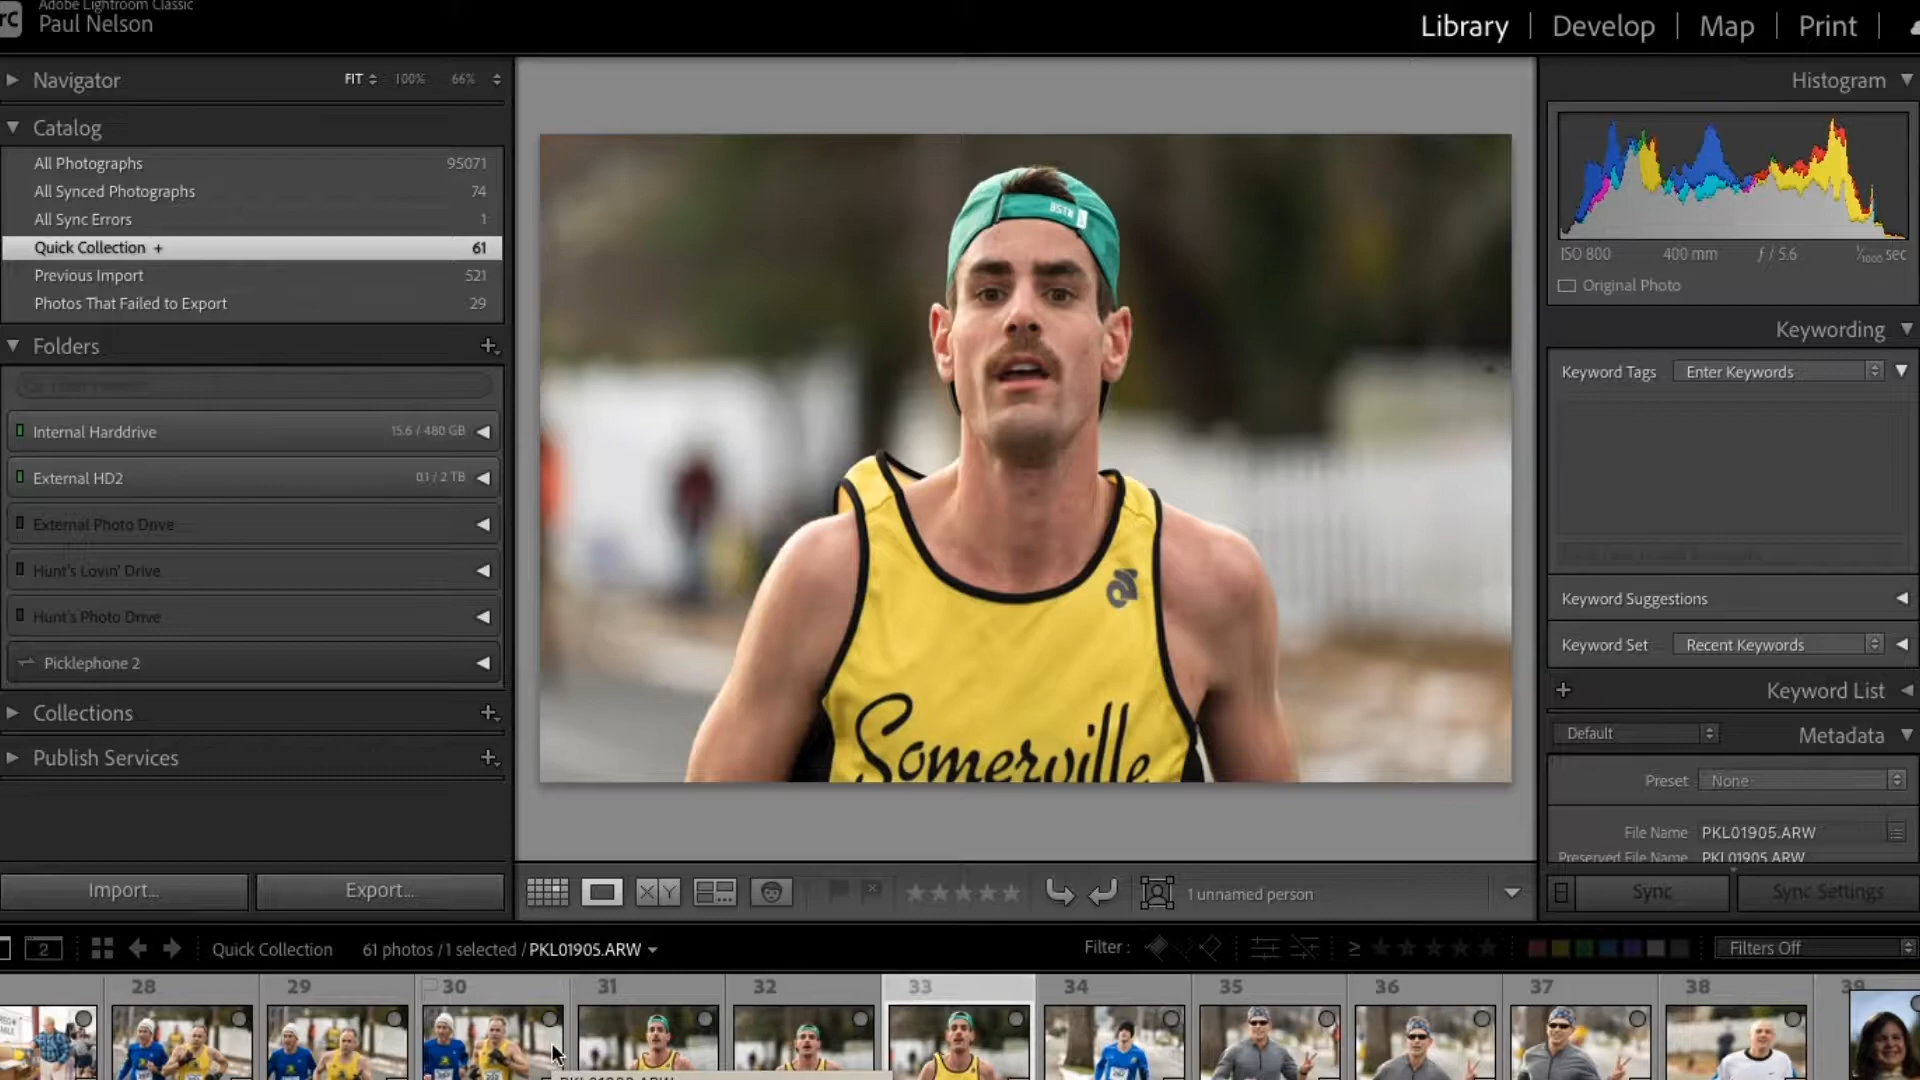 Adobe Lightroom Classic
rC
Paul Nelson
Library
Develop
Map
Print
Navigator
FIT
100%
66%
Histogram
Catalog
All Photographs 95071
All Synced Photographs 74
All Sync Errors 1
Quick Collection + 61
Previous Import 521
Photos That Failed to Export 29
Folders
Internal Harddrive 15.6 / 480 GB
External HD2 0.1 / 2 TB
External Photo Drive
Hunt's Lovin' Drive
Hunt's Photo Drive
Picklephone 2
Collections
Publish Services
Import...
Export...
BSTN
Somerville
ISO 800 400 mm ƒ / 5.6 1/1000 sec
Original Photo
Keywording
Keyword Tags Enter Keywords
Keyword Suggestions
Keyword Set Recent Keywords
Keyword List
Default Metadata
Preset None
File Name PKL01905.ARW
Preserved File Name PKL01905.ARW
XY
1 unnamed person
Sync
Sync Settings
2
Quick Collection 61 photos / 1 selected / PKL01905.ARW
Filter :
≥
Filters Off
28 29 30 31 32 33 34 35 36 37 38 39